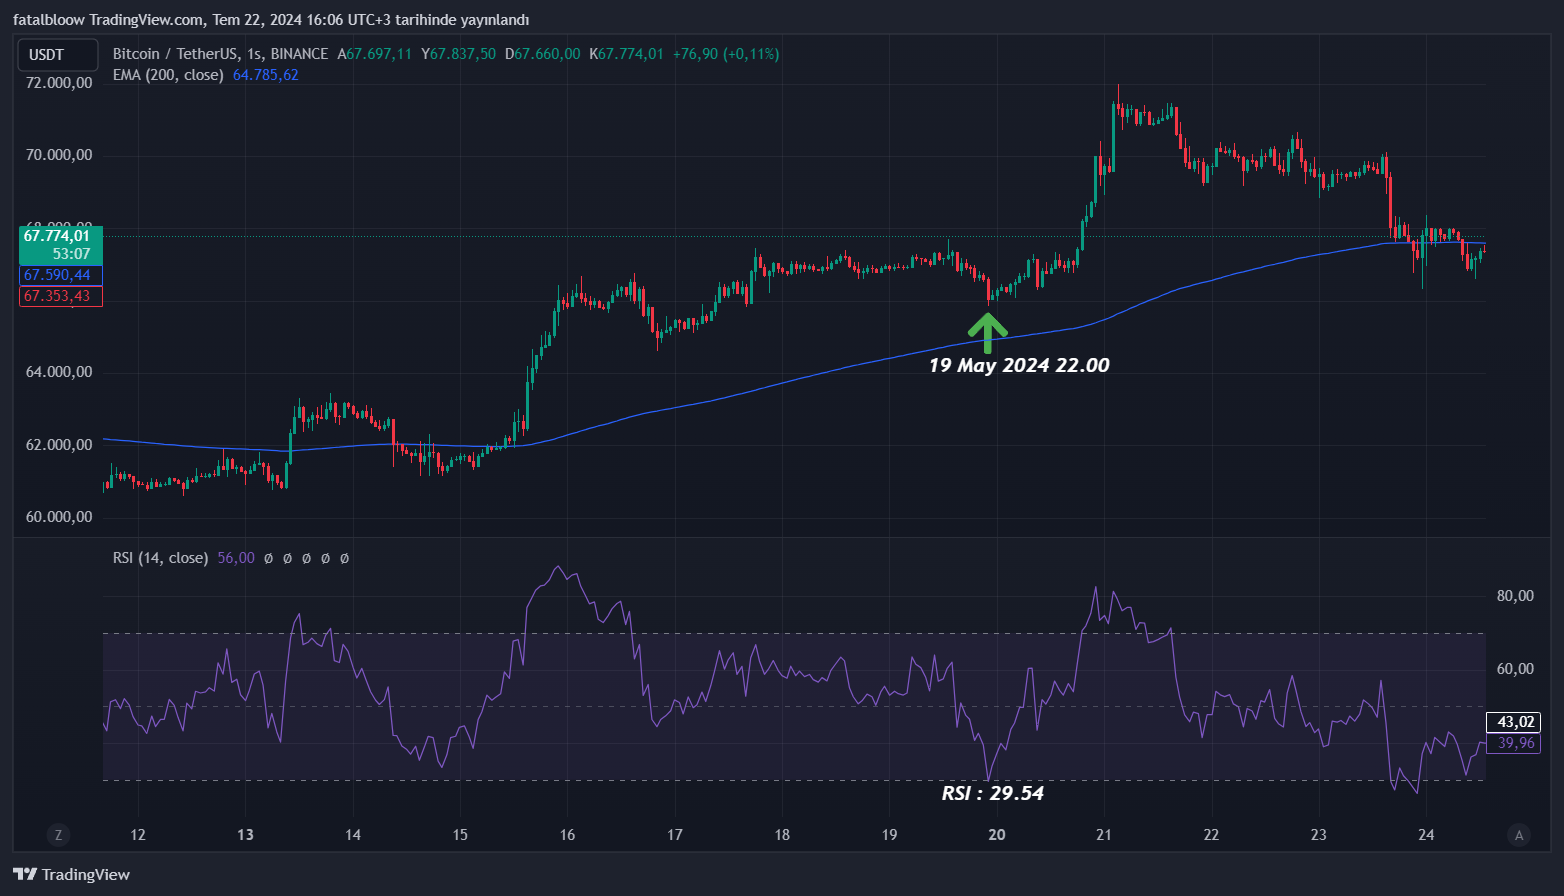 fatalbloow TradingView.com, Tem 22, 2024 16:06 UTC+3 tarihinde yayınlandı
USDT
Bitcoin / TetherUS, 1s, BINANCE A67.697,11 Y67.837,50 D67.660,00 K67.774,01 +76,90 (+0,11%)
EMA (200, close) 64.785,62
72.000,00
70.000,00
68.000,00
67.774,01
53:07
67.590,44
67.353,43
64.000,00
62.000,00
60.000,00
19 May 2024 22.00
RSI (14, close) 56,00 Ø Ø Ø Ø Ø
80,00
60,00
43,02
39,96
RSI : 29.54
Z 12 13 14 15 16 17 18 19 20 21 22 23 24 A
TradingView